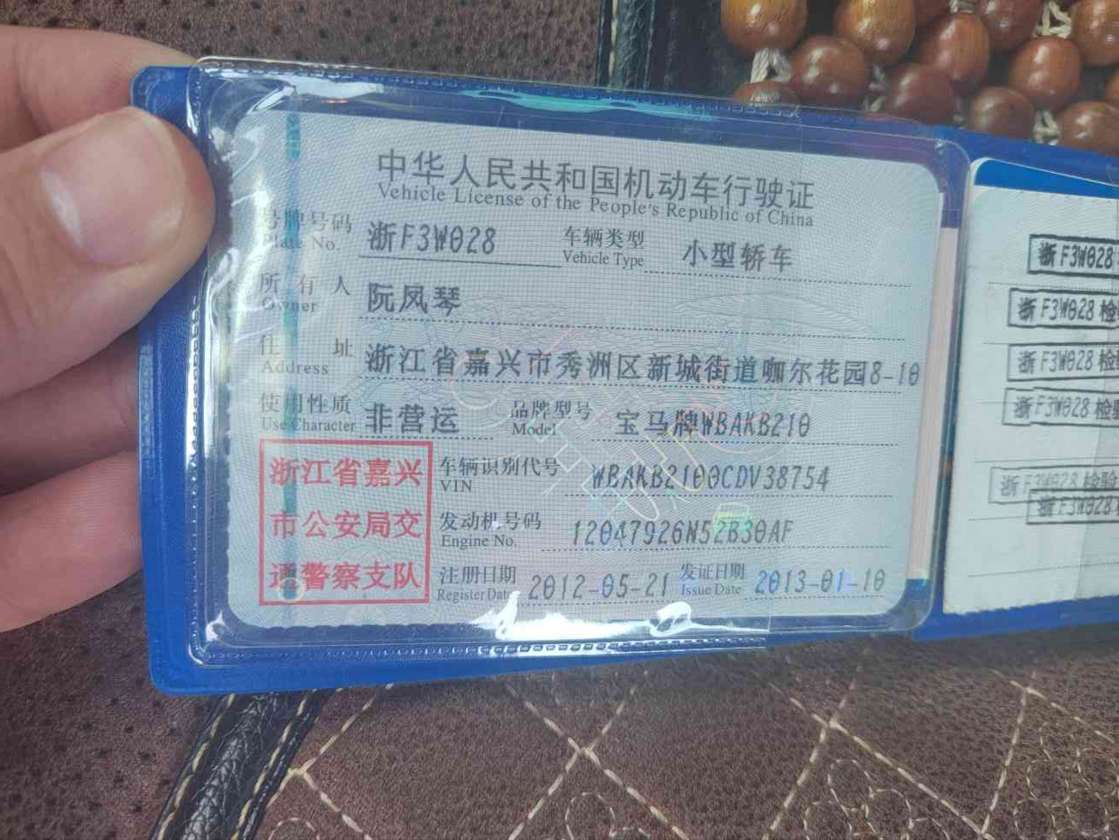 中华人民共和国机动车行驶证
Vehicle License of the People's Republic of China
号牌号码 浙F3W028 车辆类型 小型轿车
Plate No. Vehicle Type
所有人 阮凤琴
Owner
住址 浙江省嘉兴市秀洲区新城街道咖尔花园8-10
Address
使用性质 非营运 品牌型号 宝马牌WBAKB210
Use Character Model
浙江省嘉兴
市公安局交
通警察支队
车辆识别代号 WBAKB2100CDV38754
VIN
发动机号码 12047926N52B30AF
Engine No.
注册日期 2012-05-21 发证日期 2013-01-10
Register Date Issue Date
浙F3W028
浙F3W028检
浙F3W028检
浙F3W028检
浙F3W028检验
浙F3W028